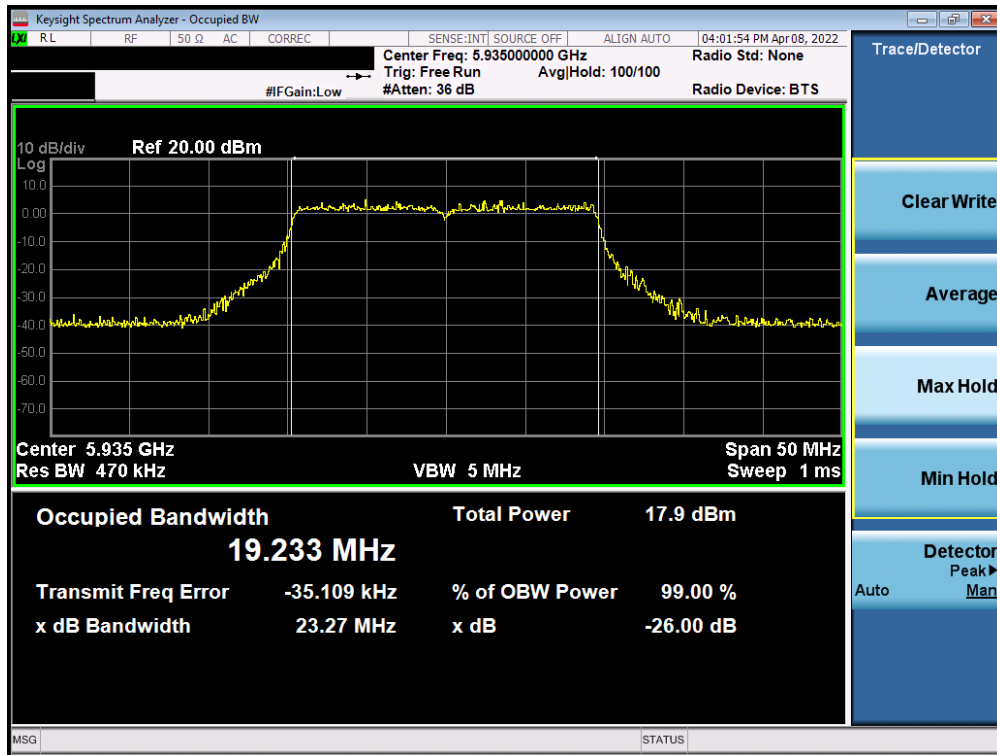 Keysight Spectrum Analyzer - Occupied BW
LXI RL RF 50 Ω AC CORREC SENSE:INT SOURCE OFF ALIGN AUTO 04:01:54 PM Apr 08, 2022
Center Freq: 5.935000000 GHz Radio Std: None
Trig: Free Run Avg|Hold: 100/100
#IFGain:Low #Atten: 36 dB Radio Device: BTS
10 dB/div Ref 20.00 dBm
Log
10.0
0.00
-10.0
-20.0
-30.0
-40.0
-50.0
-60.0
-70.0
Center 5.935 GHz Span 50 MHz
Res BW 470 kHz VBW 5 MHz Sweep 1 ms
Occupied Bandwidth Total Power 17.9 dBm
19.233 MHz
Transmit Freq Error -35.109 kHz % of OBW Power 99.00 %
x dB Bandwidth 23.27 MHz x dB -26.00 dB
MSG STATUS
Trace/Detector
Clear Write
Average
Max Hold
Min Hold
Detector
Peak▶
Auto Man